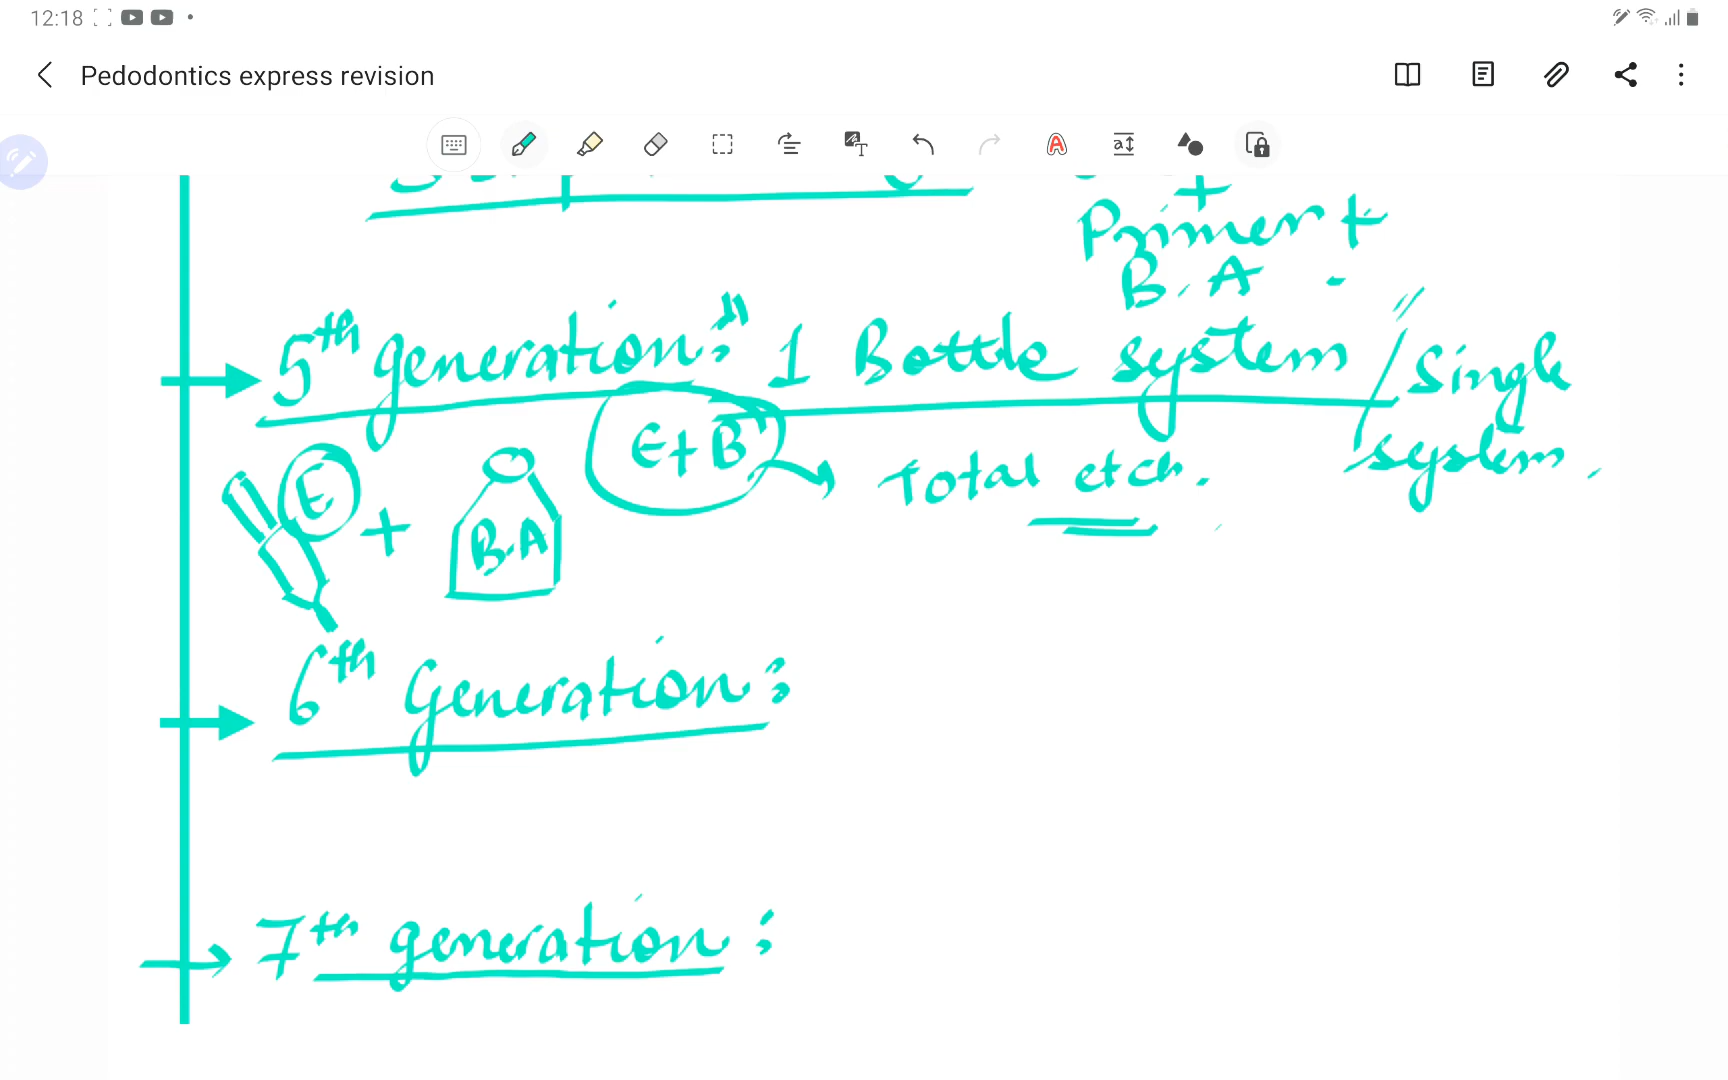 12:18
Pedodontics express revision
Primer +
B.A
5th generation: "1 Bottle system" / Single system.
E + B.A
E+B
Total etch.
6th Generation:
7th generation: